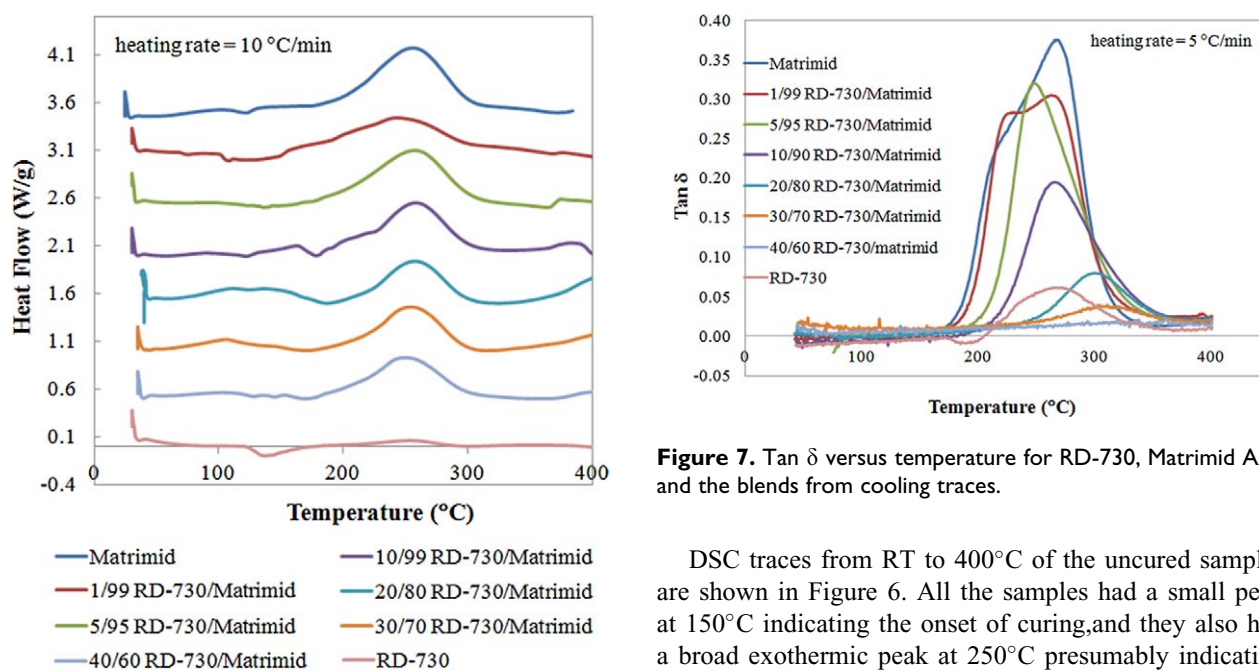 heating rate = 10 °C/min
4.1
3.6
3.1
2.6
2.1
1.6
1.1
0.6
0.1
-0.4
Heat Flow (W/g)
0 100 200 300 400
Temperature (°C)
Matrimid
10/99 RD-730/Matrimid
1/99 RD-730/Matrimid
20/80 RD-730/Matrimid
5/95 RD-730/Matrimid
30/70 RD-730/Matrimid
40/60 RD-730/Matrimid
RD-730
0.40
0.35
0.30
0.25
0.20
0.15
0.10
0.05
0.00
-0.05
Tan δ
heating rate = 5 °C/min
Matrimid
1/99 RD-730/Matrimid
5/95 RD-730/Matrimid
10/90 RD-730/Matrimid
20/80 RD-730/Matrimid
30/70 RD-730/Matrimid
40/60 RD-730/matrimid
RD-730
0 100 200 300 400
Temperature (°C)
Figure 7. Tan δ versus temperature for RD-730, Matrimid A
and the blends from cooling traces.
DSC traces from RT to 400°C of the uncured sampl
are shown in Figure 6. All the samples had a small pe
at 150°C indicating the onset of curing,and they also h
a broad exothermic peak at 250°C presumably indicati